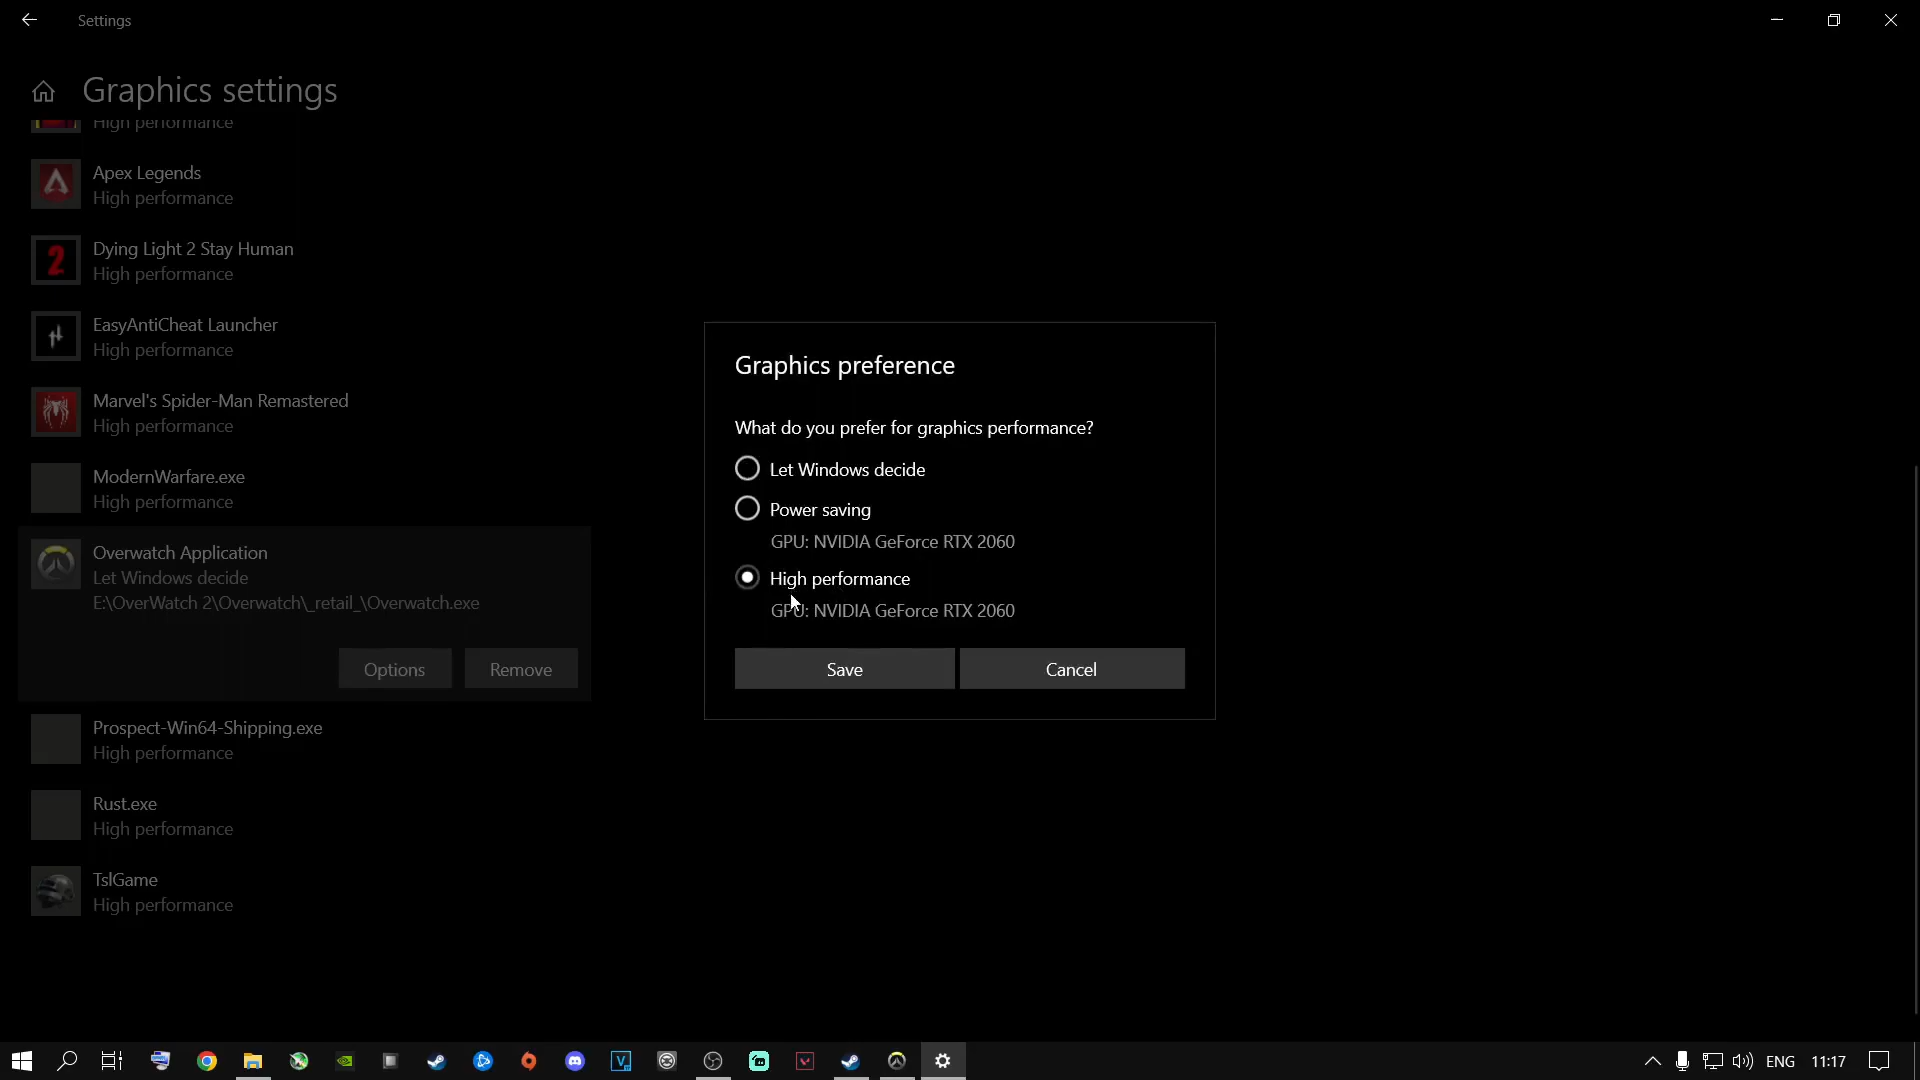 Settings
Graphics settings
High performance
Apex Legends
High performance
Dying Light 2 Stay Human
High performance
EasyAntiCheat Launcher
High performance
Marvel's Spider-Man Remastered
High performance
ModernWarfare.exe
High performance
Overwatch Application
Let Windows decide
E:\OverWatch 2\Overwatch\_retail_\Overwatch.exe
Options
Remove
Prospect-Win64-Shipping.exe
High performance
Rust.exe
High performance
TslGame
High performance
Graphics preference
What do you prefer for graphics performance?
Let Windows decide
Power saving
GPU: NVIDIA GeForce RTX 2060
High performance
GPU: NVIDIA GeForce RTX 2060
Save
Cancel
ENG
11:17